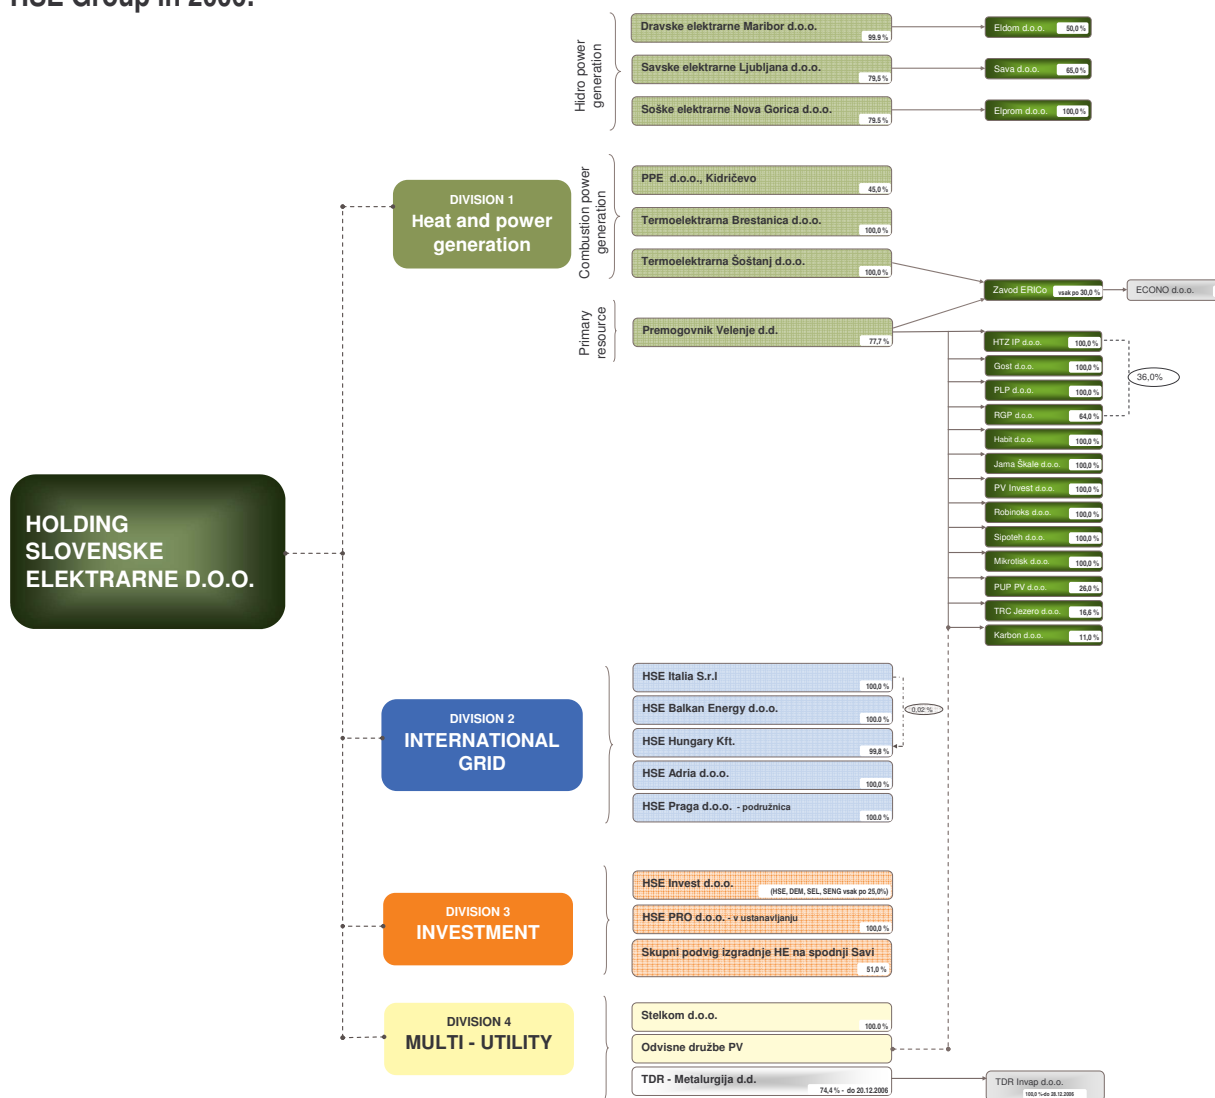 HSE Group in 2006.
Hidro power
generation
Dravske elektrarne Maribor d.o.o.
99.9 %
Eldom d.o.o.
50,0 %
Savske elektrarne Ljubljana d.o.o.
79,5 %
Sava d.o.o.
65,0 %
Soške elektrarne Nova Gorica d.o.o.
79.5 %
Elprom d.o.o.
100,0 %
DIVISION 1
Heat and power
generation
Combustion power
generation
PPE d.o.o., Kidričevo
45,0 %
Termoelektrarna Brestanica d.o.o.
100,0 %
Termoelektrarna Šoštanj d.o.o.
100,0 %
Zavod ERICo
vsak po 30,0 %
ECONO d.o.o.
Primary
resource
Premogovnik Velenje d.d.
77,7 %
HTZ IP d.o.o.
100,0 %
Gost d.o.o.
100,0 %
36,0%
PLP d.o.o.
100,0 %
RGP d.o.o.
64,0 %
Habit d.o.o.
100,0 %
Jama Škale d.o.o.
100,0 %
PV Invest d.o.o.
100,0 %
Robinoks d.o.o.
100,0 %
Sipoteh d.o.o.
100,0 %
Mikrotisk d.o.o.
100,0 %
PUP PV d.o.o.
26,0 %
TRC Jezero d.o.o.
16,6 %
Karbon d.o.o.
11,0 %
HOLDING
SLOVENSKE
ELEKTRARNE D.O.O.
DIVISION 2
INTERNATIONAL
GRID
HSE Italia S.r.l
100,0 %
HSE Balkan Energy d.o.o.
100.0 %
0,02 %
HSE Hungary Kft.
99,8 %
HSE Adria d.o.o.
100,0 %
HSE Praga d.o.o. - podružnica
100.0 %
DIVISION 3
INVESTMENT
HSE Invest d.o.o.
(HSE, DEM, SEL, SENG vsak po 25,0%)
HSE PRO d.o.o. - v ustanavljanju
100,0 %
Skupni podvig izgradnje HE na spodnji Savi
51,0 %
DIVISION 4
MULTI - UTILITY
Stelkom d.o.o.
100.0 %
Odvisne družbe PV
TDR - Metalurgija d.d.
74,4 % - do 20.12.2006
TDR Invap d.o.o.
100,0 %-do 28.12.2006